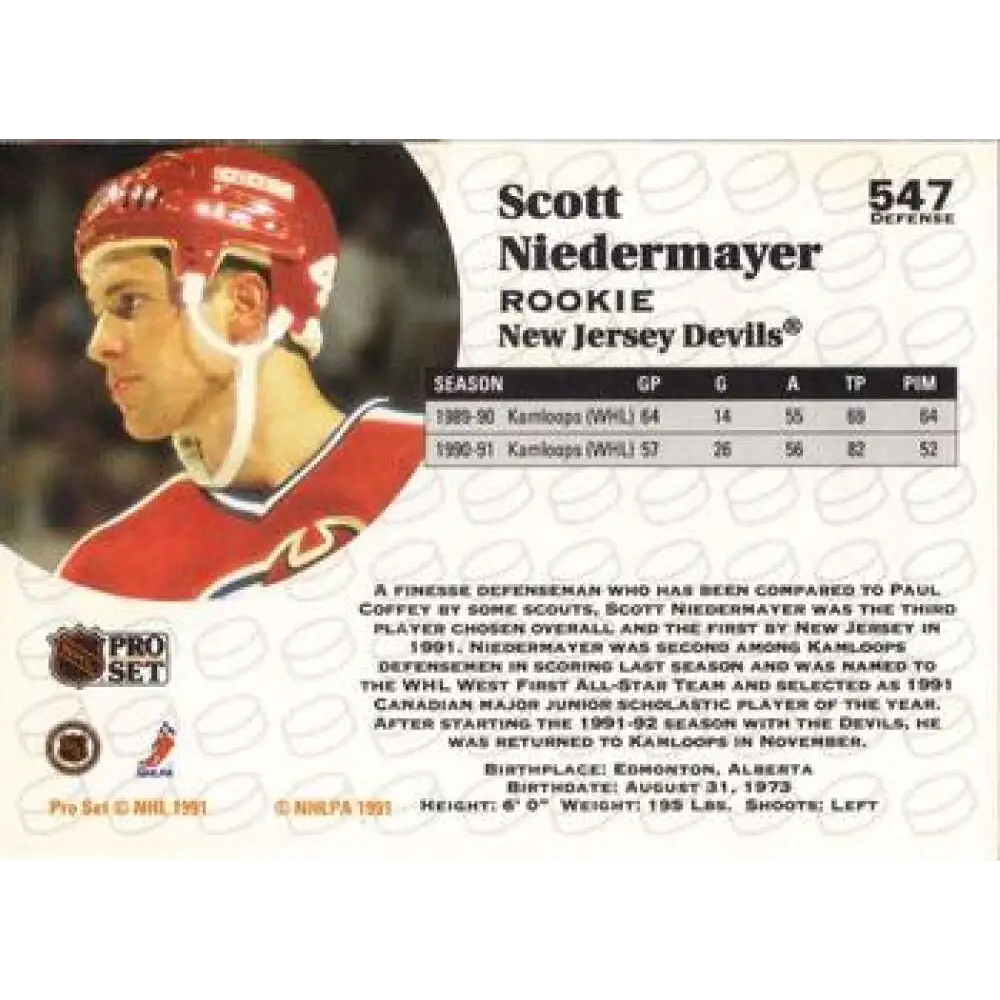 Scott
Niedermayer
ROOKIE
New Jersey Devils®
547
DEFENSE
SEASON GP G A TP PIM
1989-90 Kamloops (WHL) 64 14 55 69 64
1990-91 Kamloops (WHL) 57 26 56 82 52
A FINESSE DEFENSEMAN WHO HAS BEEN COMPARED TO PAUL
COFFEY BY SOME SCOUTS, SCOTT NIEDERMAYER WAS THE THIRD
PLAYER CHOSEN OVERALL AND THE FIRST BY NEW JERSEY IN
1991. NIEDERMAYER WAS SECOND AMONG KAMLOOPS
DEFENSEMEN IN SCORING LAST SEASON AND WAS NAMED TO
THE WHL WEST FIRST ALL-STAR TEAM AND SELECTED AS 1991
CANADIAN MAJOR JUNIOR SCHOLASTIC PLAYER OF THE YEAR.
AFTER STARTING THE 1991-92 SEASON WITH THE DEVILS, HE
WAS RETURNED TO KAMLOOPS IN NOVEMBER.
BIRTHPLACE: EDMONTON, ALBERTA
BIRTHDATE: AUGUST 31, 1973
HEIGHT: 6' 0" WEIGHT: 195 LBS. SHOOTS: LEFT
PRO
SET
Pro Set © NHL 1991
© NHLPA 1991